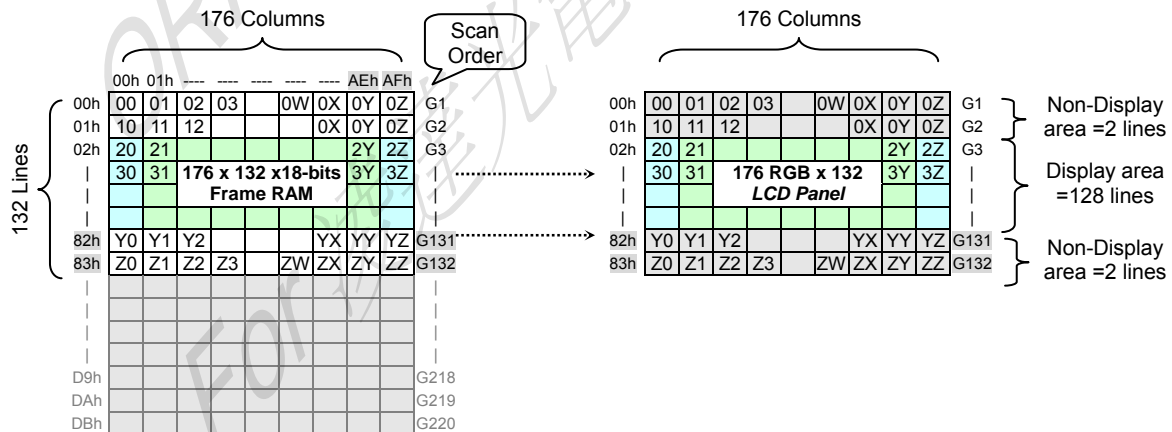 176 Columns
176 Columns
Scan
Order
00h 01h ---- ---- ---- ---- ---- AEh AFh
00h 00 01 02 03 0W 0X 0Y 0Z G1
01h 10 11 12 0X 0Y 0Z G2
02h 20 21 2Y 2Z G3
30 31 176 x 132 x18-bits 3Y 3Z
Frame RAM
82h Y0 Y1 Y2 YX YY YZ G131
83h Z0 Z1 Z2 Z3 ZW ZX ZY ZZ G132
D9h G218
DAh G219
DBh G220
132 Lines
00h 00 01 02 03 0W 0X 0Y 0Z G1
01h 10 11 12 0X 0Y 0Z G2
02h 20 21 2Y 2Z G3
30 31 176 RGB x 132 3Y 3Z
LCD Panel
82h Y0 Y1 Y2 YX YY YZ G131
83h Z0 Z1 Z2 Z3 ZW ZX ZY ZZ G132
Non-Display
area =2 lines
Display area
=128 lines
Non-Display
area =2 lines
For